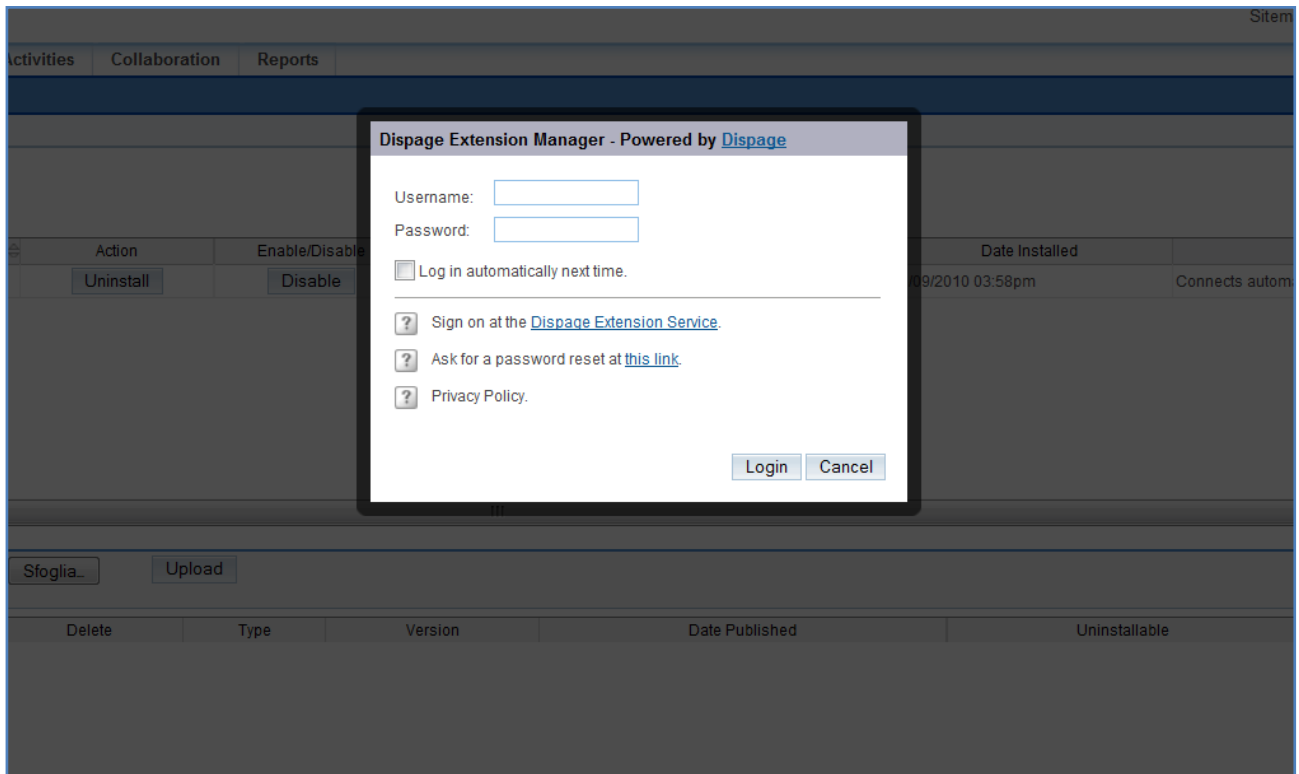 Sitem
Activities Collaboration Reports
Dispage Extension Manager - Powered by Dispage
Username:
Password:
Action Enable/Disable Date Installed
Log in automatically next time.
Uninstall Disable /09/2010 03:58pm Connects automa
Sign on at the Dispage Extension Service.
Ask for a password reset at this link.
Privacy Policy.
Login Cancel
Sfoglia... Upload
Delete Type Version Date Published Uninstallable